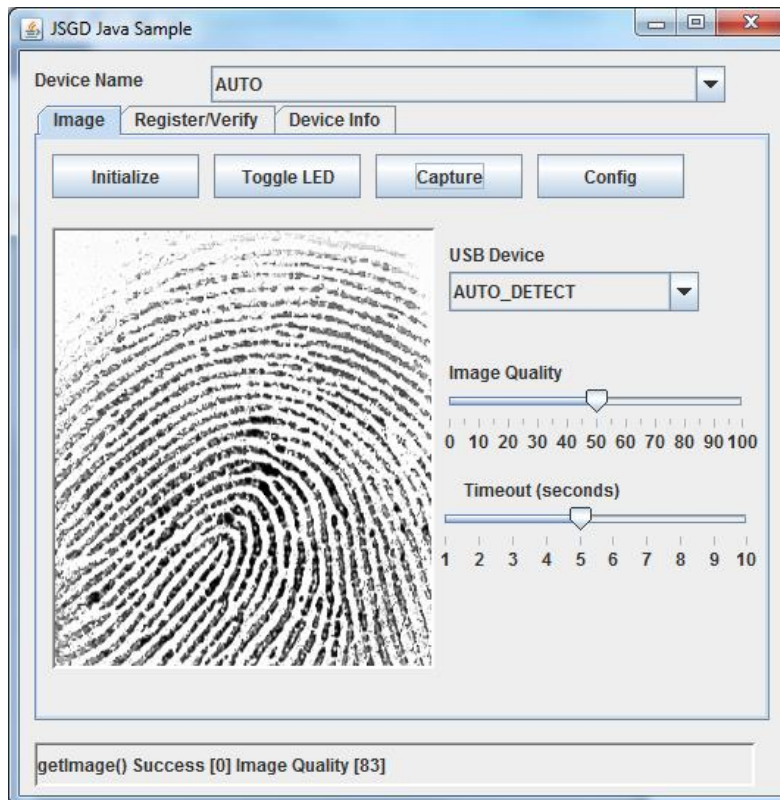 JSGD Java Sample
Device Name
AUTO
Image Register/Verify Device Info
Initialize Toggle LED Capture Config
USB Device
AUTO_DETECT
Image Quality
0 10 20 30 40 50 60 70 80 90 100
Timeout (seconds)
1 2 3 4 5 6 7 8 9 10
getImage() Success [0] Image Quality [83]